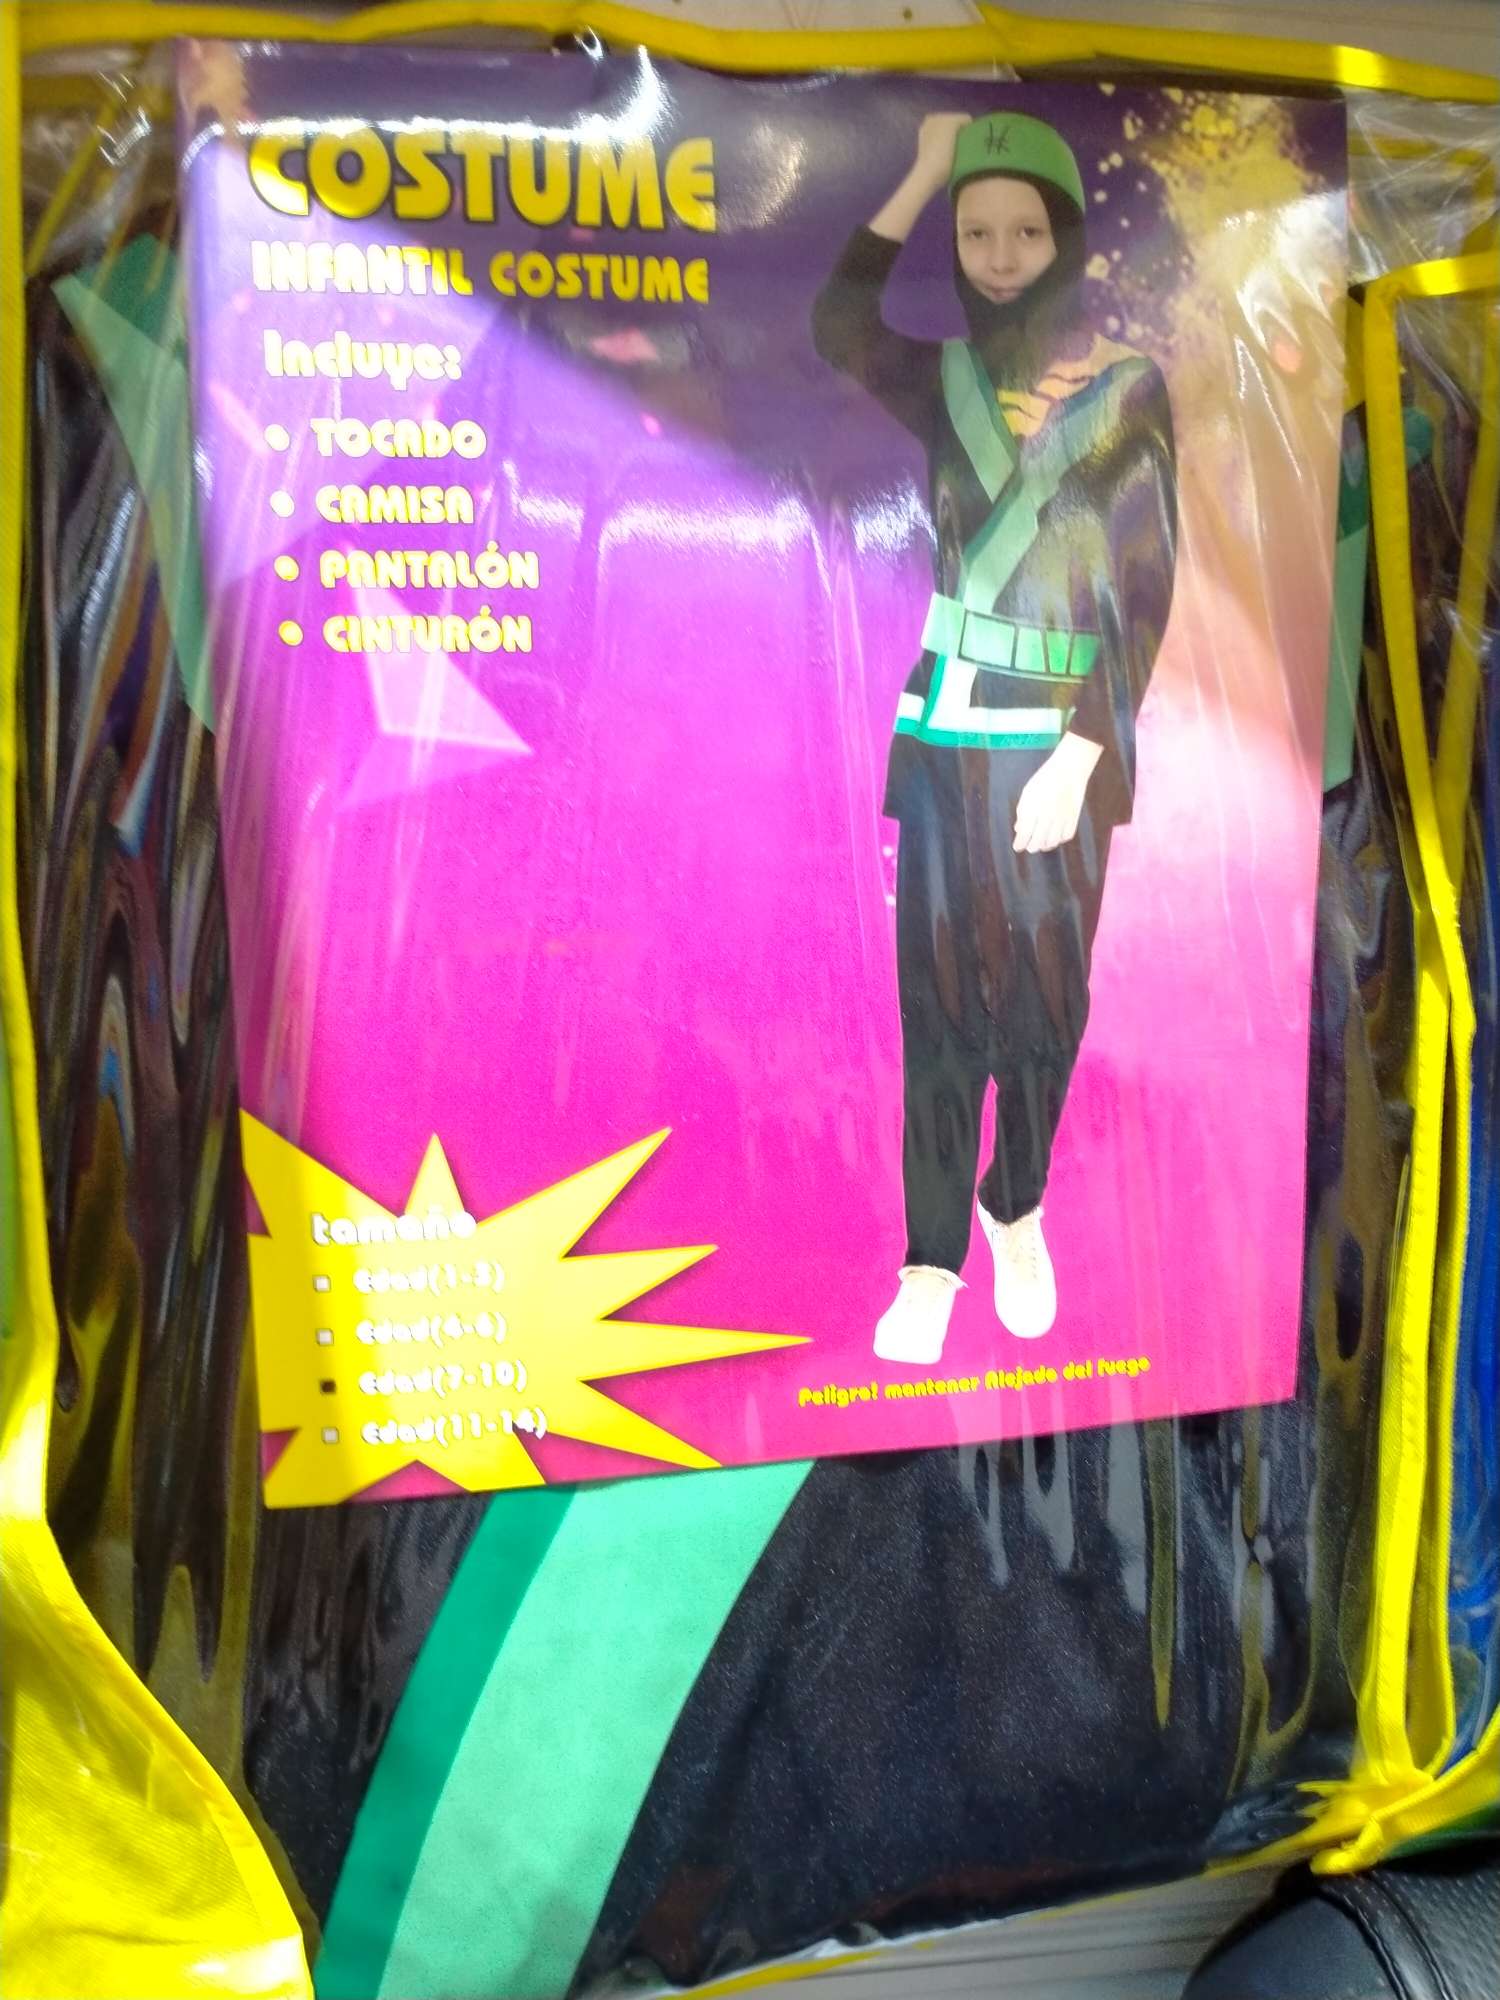 COSTUME
INFANTIL COSTUME
Incluye:
• TOCADO
• CAMISA
• PANTALÓN
• CINTURÓN
tamaño
Edad(1-3)
Edad(4-6)
Edad(7-10)
Edad(11-14)
Peligro! mantener Alejado del fuego